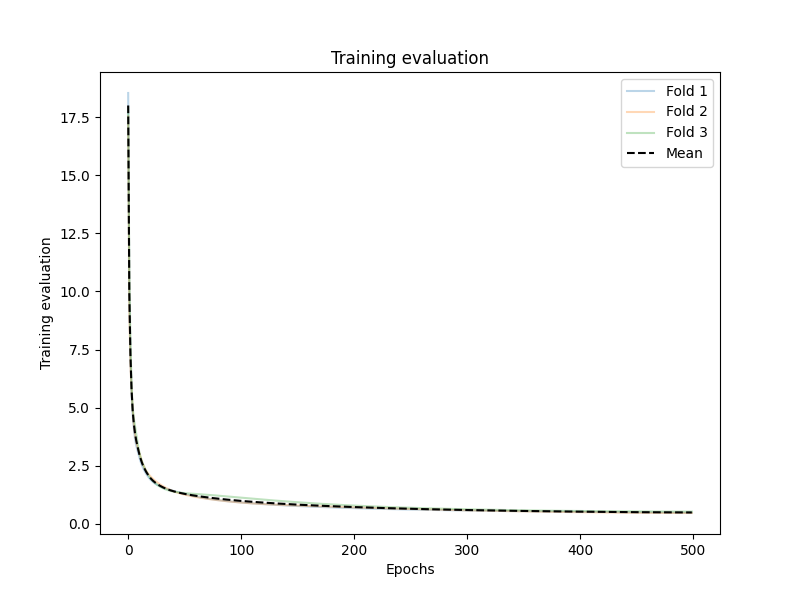 Training evaluation
Fold 1
Fold 2
Fold 3
Mean
Training evaluation
17.5
15.0
12.5
10.0
7.5
5.0
2.5
0.0
0
100
200
300
400
500
Epochs